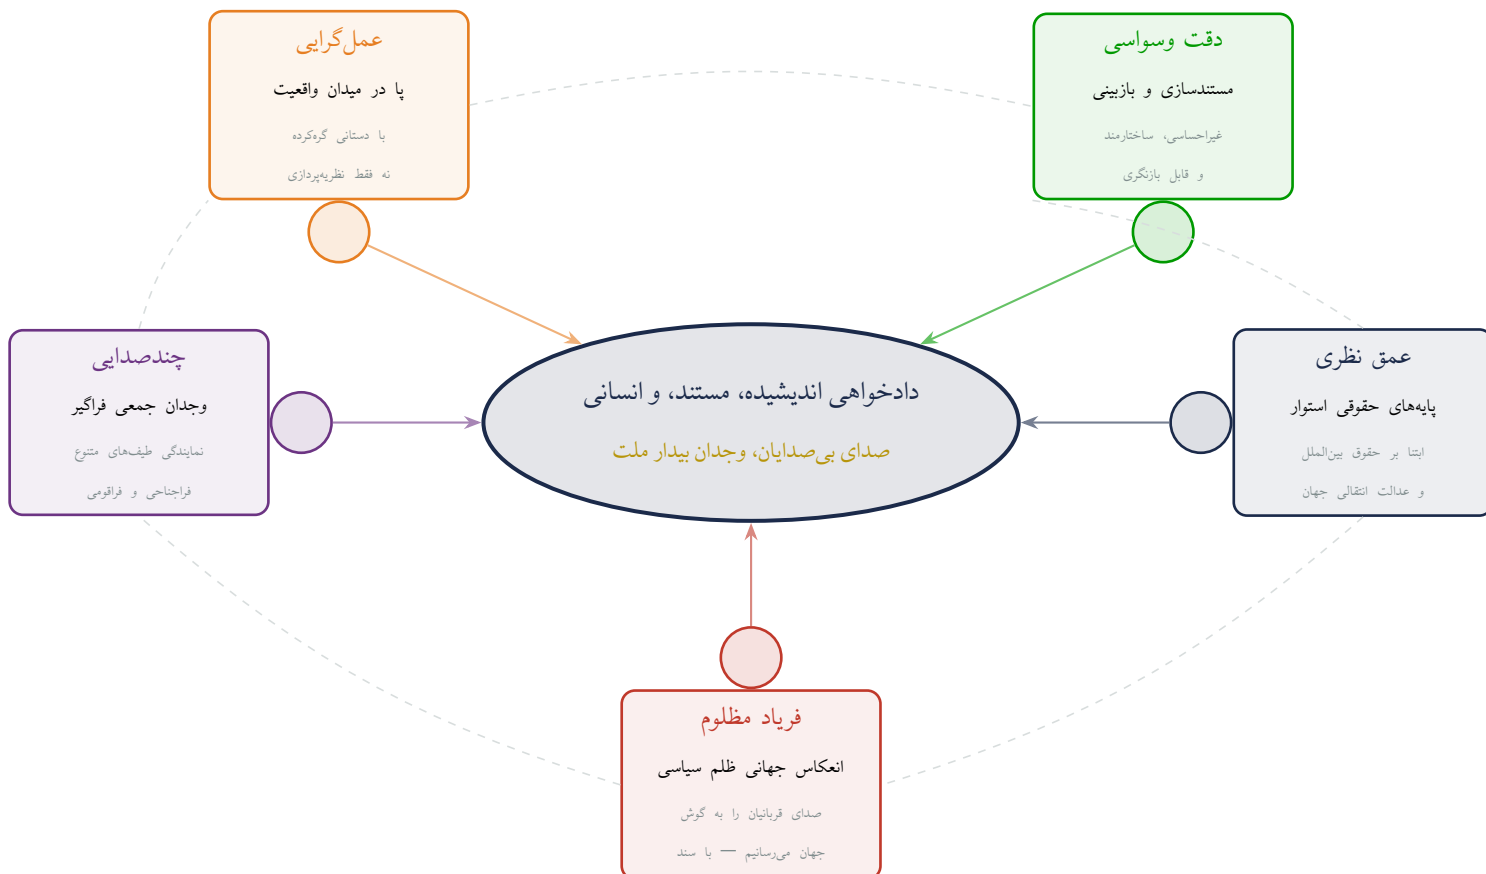 دقت وسواسی
مستندسازی و بازبینی
غیراحساسی، ساختارمند
و قابل بازنگری
عمل‌گرایی
پا در میدان واقعیت
با دستانی گره‌کرده
نه فقط نظریه‌پردازی
عمق نظری
پایه‌های حقوقی استوار
ابتنا بر حقوق بین‌الملل
و عدالت انتقالی جهان
دادخواهی اندیشیده، مستند، و انسانی
صدای بی‌صدایان، وجدان بیدار ملت
چندصدایی
وجدان جمعی فراگیر
نمایندگی طیف‌های متنوع
فراجناحی و فراقومی
فریاد مظلوم
انعکاس جهانی ظلم سیاسی
صدای قربانیان را به گوش
جهان می‌رسانیم — با سند